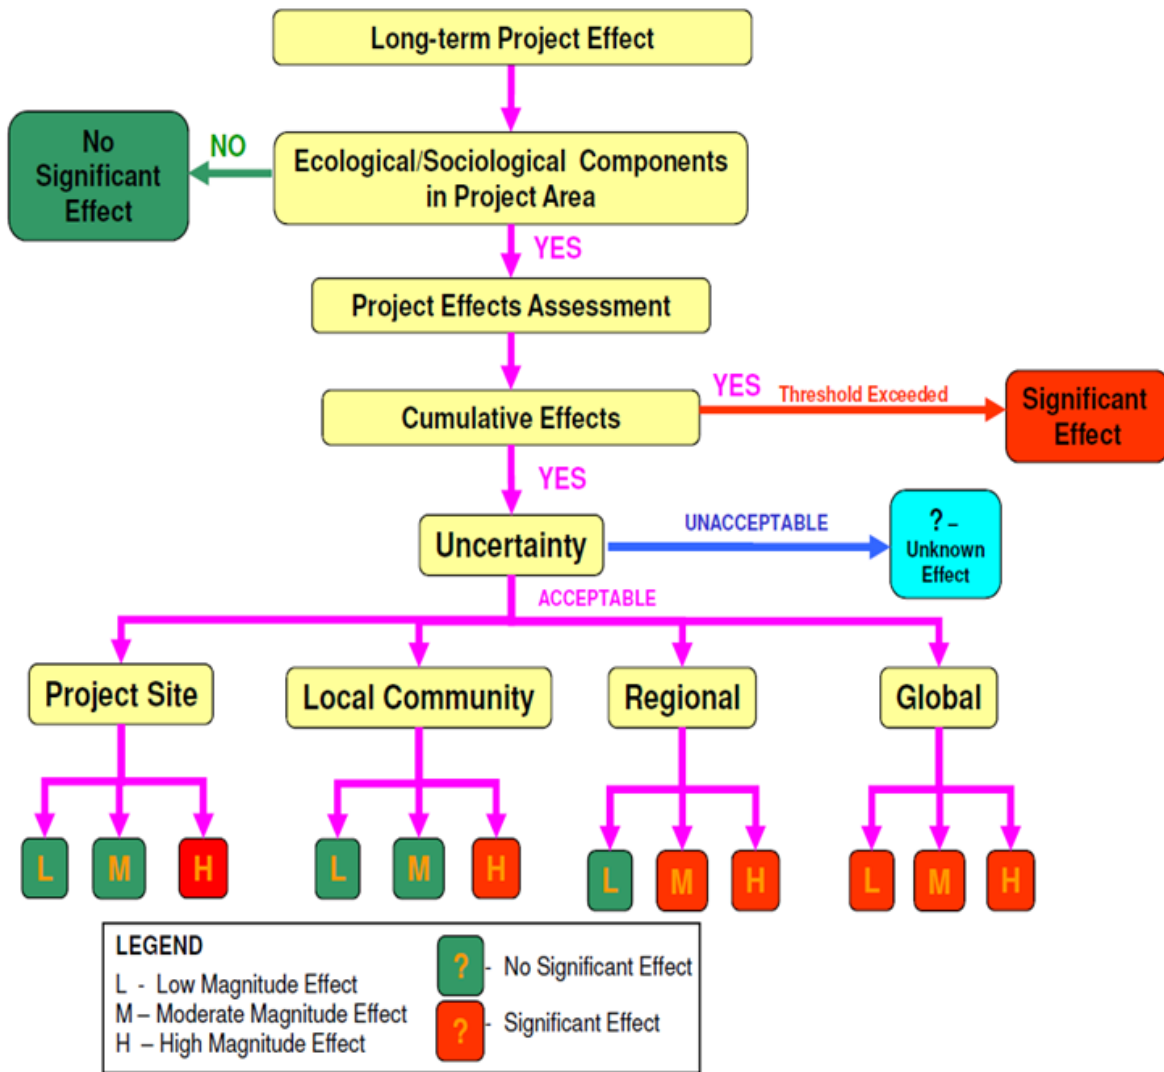 Long-term Project Effect
No
Significant
Effect
NO
Ecological/Sociological Components
in Project Area
YES
Project Effects Assessment
Cumulative Effects
YES
Threshold Exceeded
Significant
Effect
YES
Uncertainty
UNACCEPTABLE
? –
Unknown
Effect
ACCEPTABLE
Project Site
Local Community
Regional
Global
L
M
H
L
M
H
L
M
H
L
M
H
LEGEND
L - Low Magnitude Effect
M – Moderate Magnitude Effect
H – High Magnitude Effect
? - No Significant Effect
? - Significant Effect